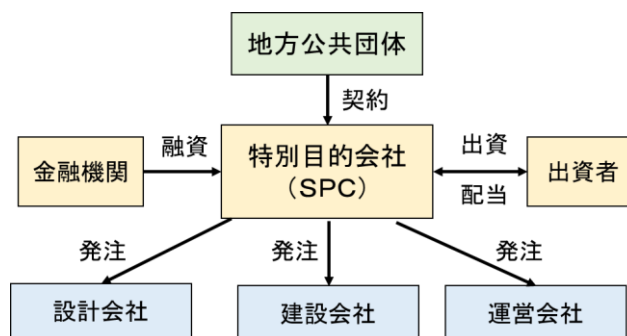 地方公共団体
契約
金融機関
融資
特別目的会社
（SPC）
出資
配当
出資者
発注
発注
発注
設計会社
建設会社
運営会社